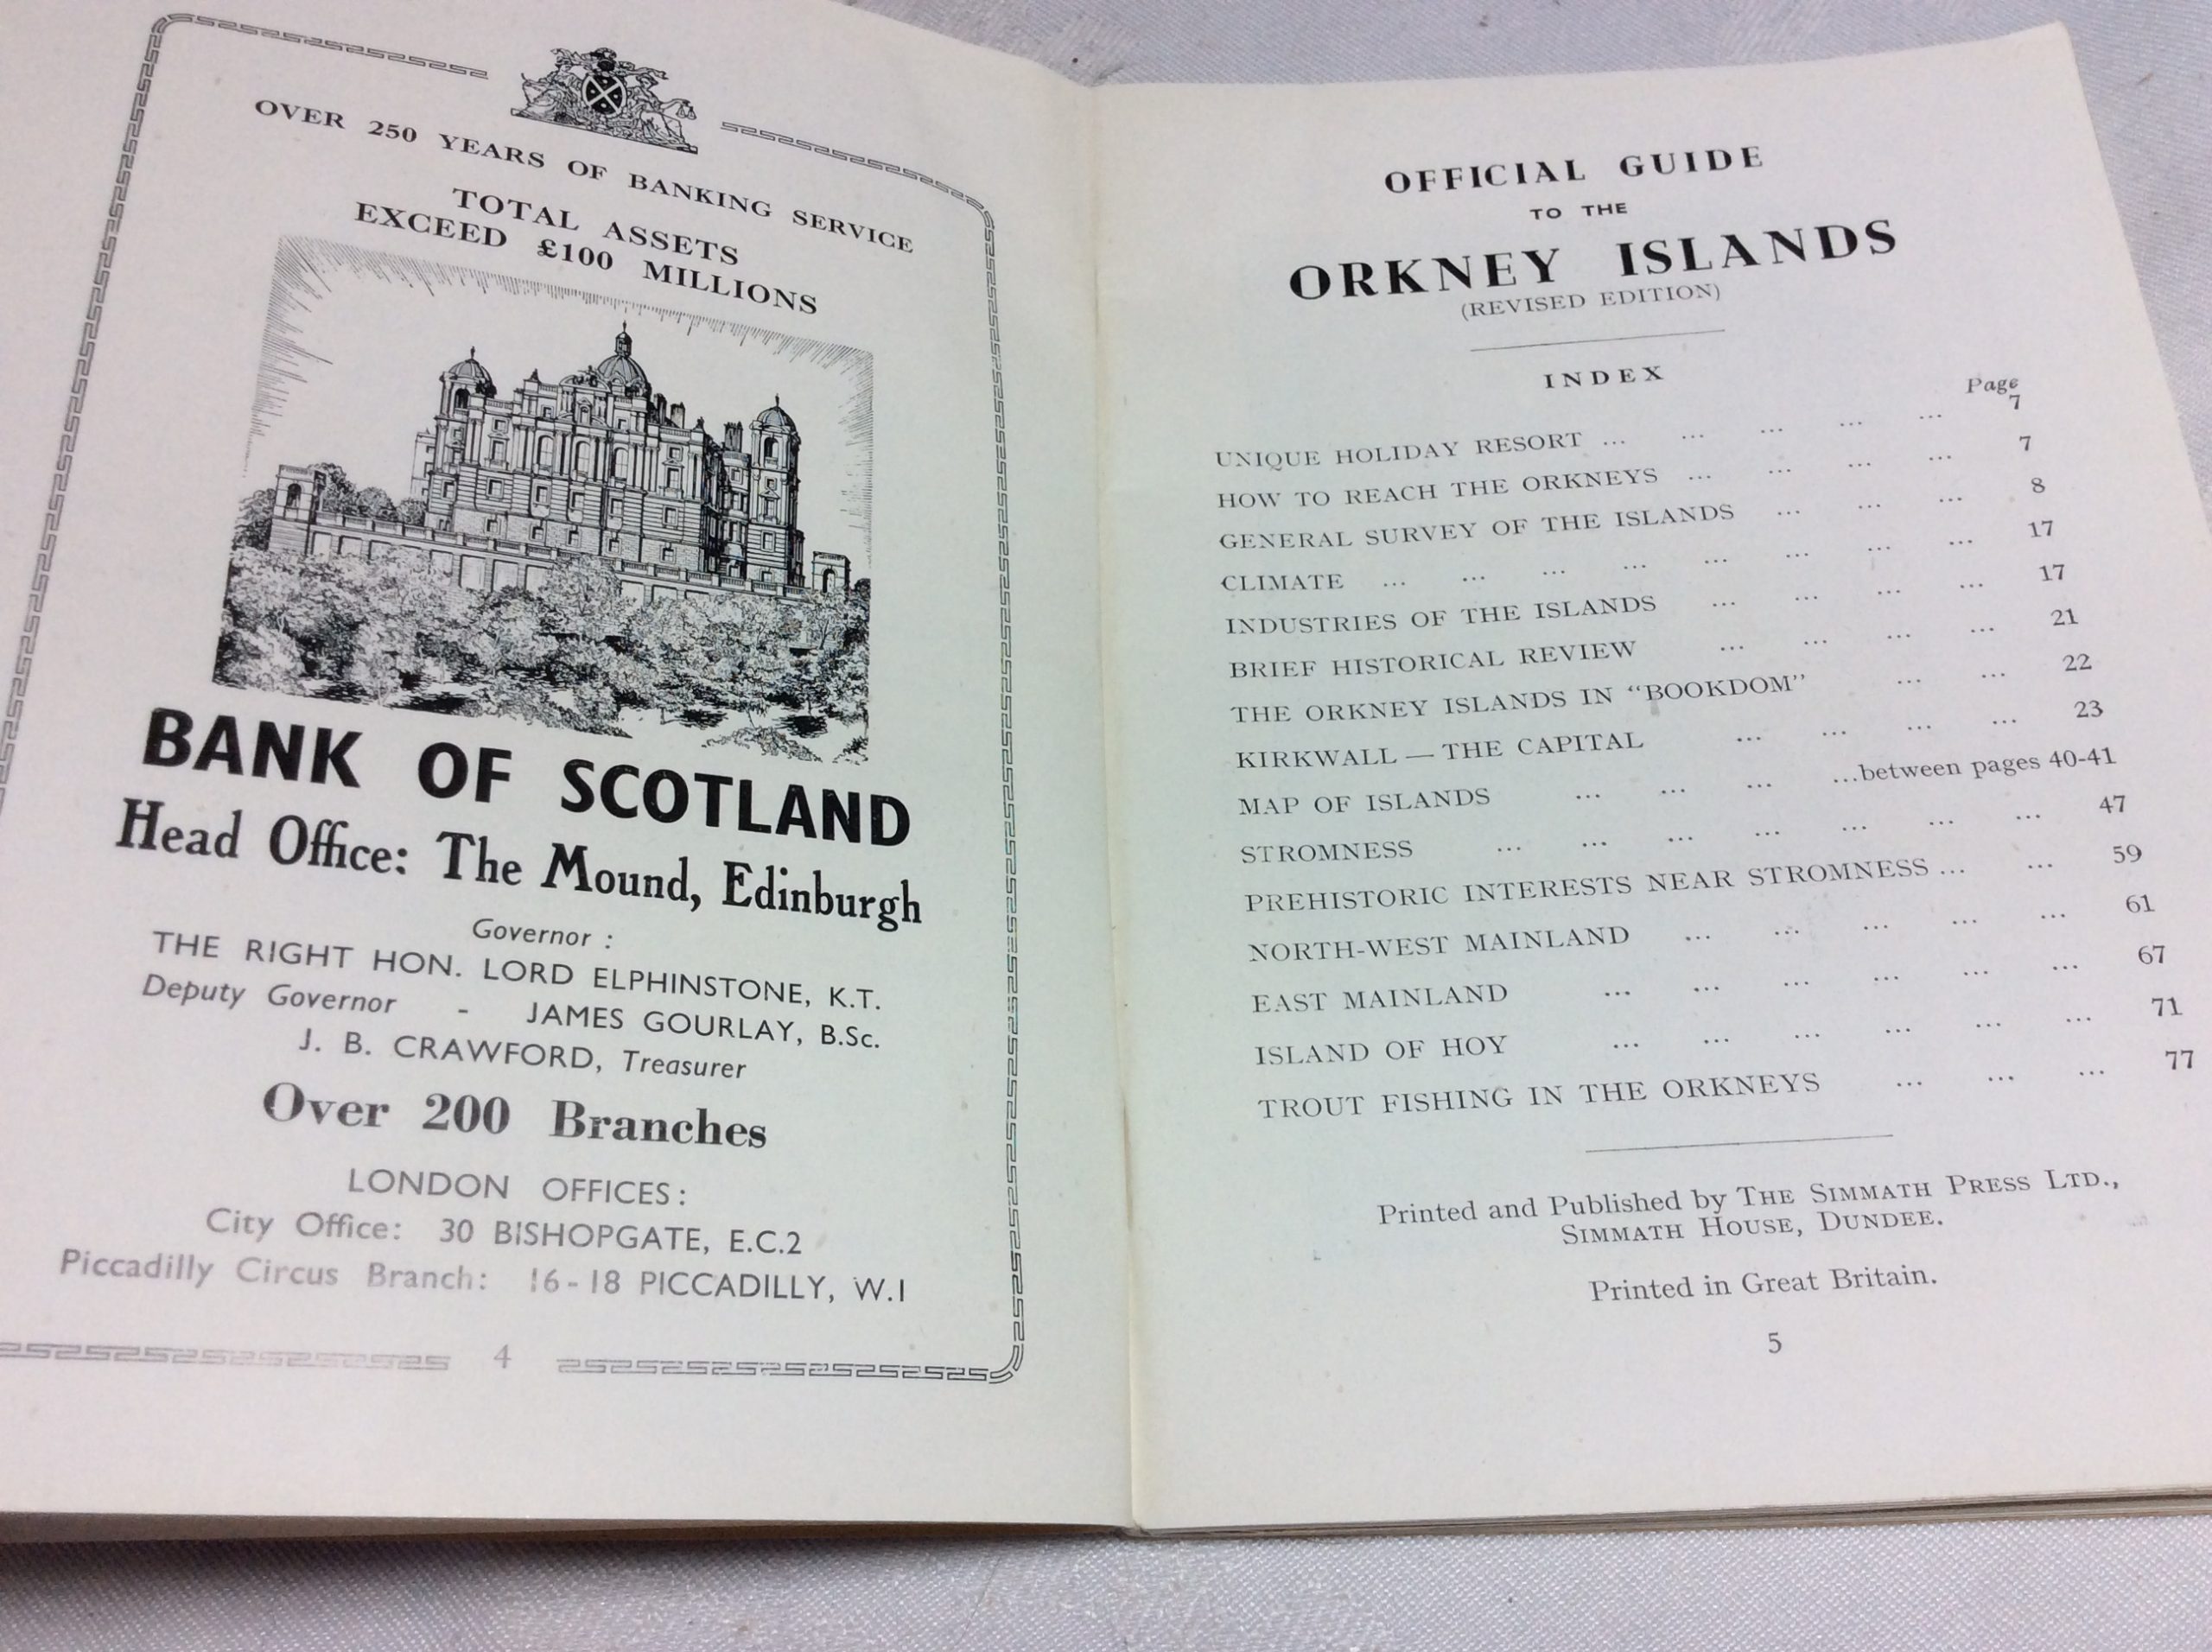 OVER 250 YEARS OF BANKING SERVICE
TOTAL ASSETS
EXCEED £100 MILLIONS
BANK OF SCOTLAND
Head Office: The Mound, Edinburgh
Governor :
THE RIGHT HON. LORD ELPHINSTONE, K.T.
Deputy Governor - JAMES GOURLAY, B.Sc.
J. B. CRAWFORD, Treasurer
Over 200 Branches
LONDON OFFICES :
City Office: 30 BISHOPGATE, E.C.2
Piccadilly Circus Branch: 16-18 PICCADILLY, W.1
4
OFFICIAL GUIDE
TO THE
ORKNEY ISLANDS
(REVISED EDITION)
INDEX
Page
UNIQUE HOLIDAY RESORT ... ... ... ... ... 7
HOW TO REACH THE ORKNEYS ... ... ... ... 7
GENERAL SURVEY OF THE ISLANDS ... ... ... 8
CLIMATE ... ... ... ... ... ... ... ... 17
INDUSTRIES OF THE ISLANDS ... ... ... ... 17
BRIEF HISTORICAL REVIEW ... ... ... ... 21
THE ORKNEY ISLANDS IN "BOOKDOM" ... ... 22
KIRKWALL — THE CAPITAL ... ... ... ... 23
MAP OF ISLANDS ... ... ... ...between pages 40-41
STROMNESS ... ... ... ... ... ... ... 47
PREHISTORIC INTERESTS NEAR STROMNESS ... ... 59
NORTH-WEST MAINLAND ... ... ... ... ... 61
EAST MAINLAND ... ... ... ... ... ... 67
ISLAND OF HOY ... ... ... ... ... ... 71
TROUT FISHING IN THE ORKNEYS ... ... ... 77
Printed and Published by THE SIMMATH PRESS LTD.,
SIMMATH HOUSE, DUNDEE.
Printed in Great Britain.
5